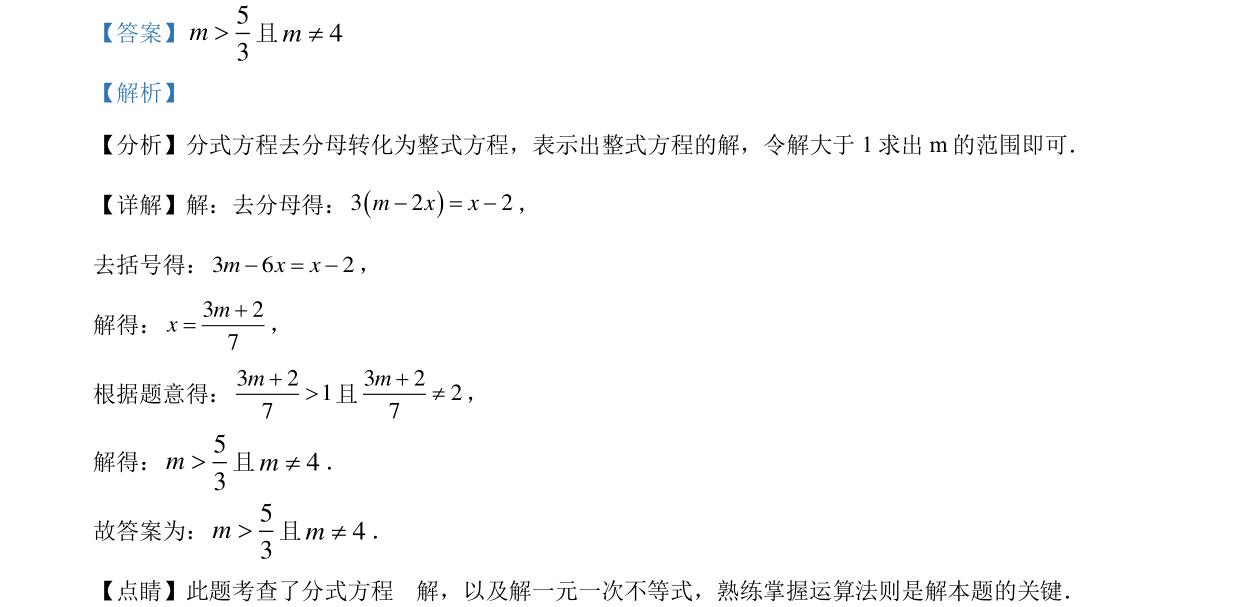 【答案】m > 5/3 且 m ≠ 4
【解析】
【分析】分式方程去分母转化为整式方程，表示出整式方程的解，令解大于 1 求出 m 的范围即可．
【详解】解：去分母得：3(m − 2x) = x − 2，
去括号得：3m − 6x = x − 2，
解得：x = (3m + 2)/7，
根据题意得：(3m + 2)/7 > 1 且 (3m + 2)/7 ≠ 2，
解得：m > 5/3 且 m ≠ 4．
故答案为：m > 5/3 且 m ≠ 4．
【点睛】此题考查了分式方程　解，以及解一元一次不等式，熟练掌握运算法则是解本题的关键．